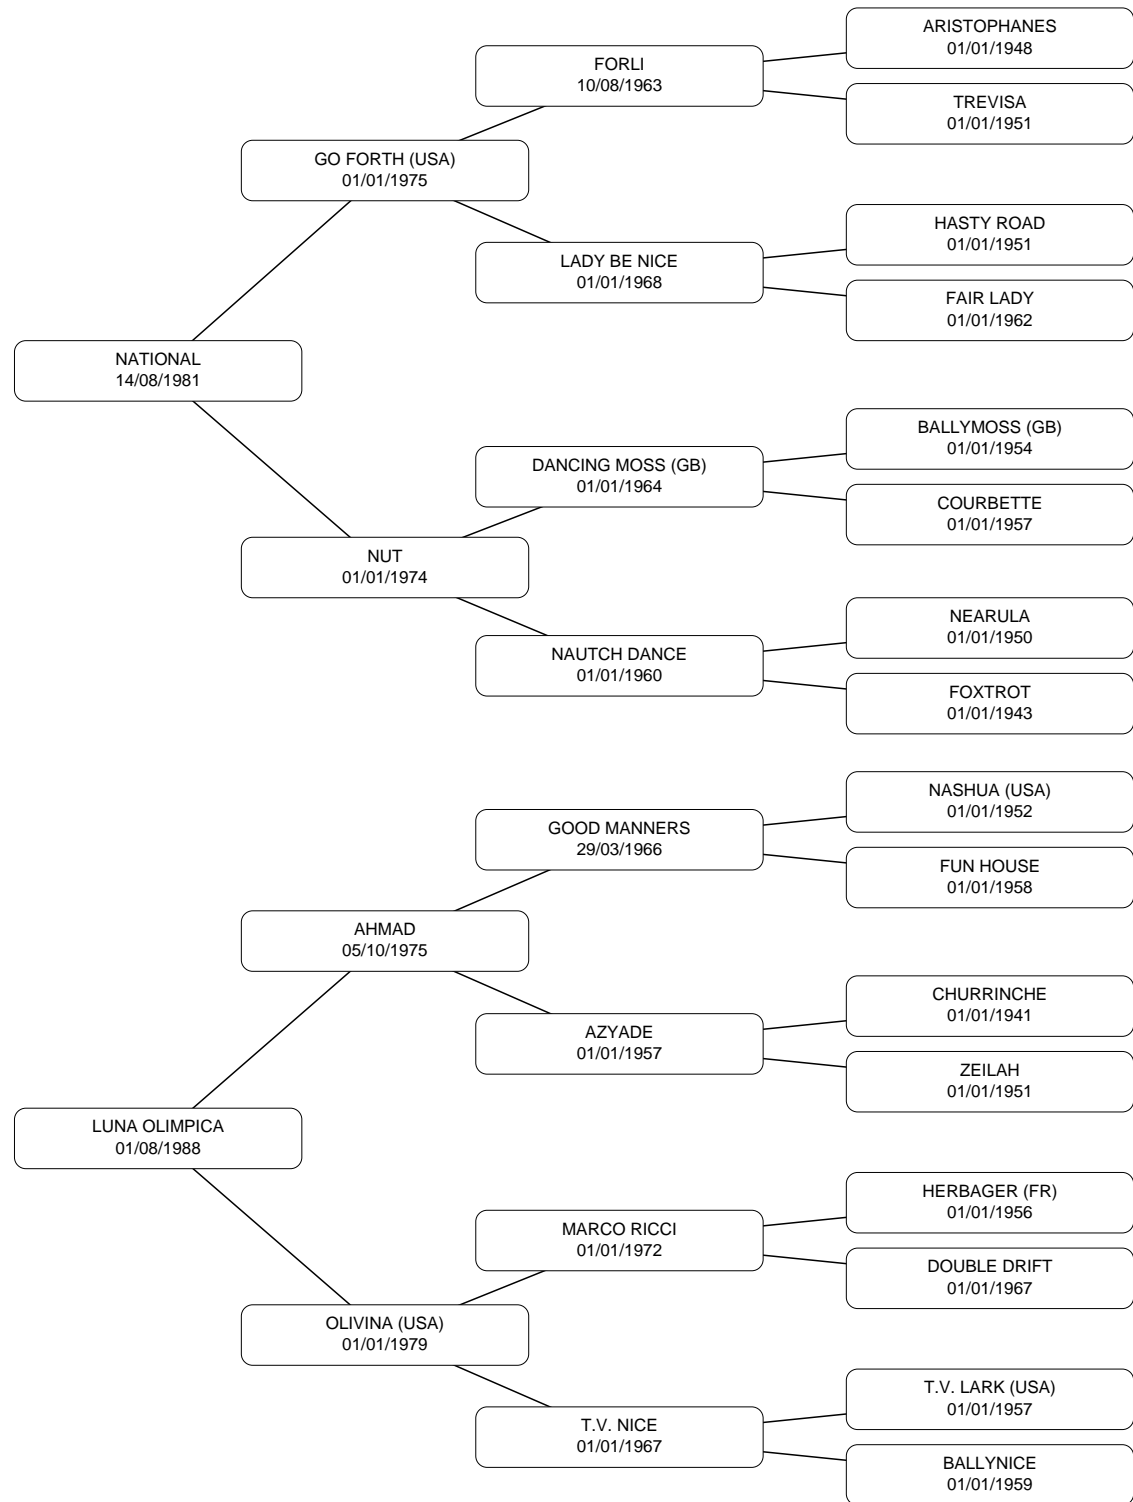 ARISTOPHANES
01/01/1948
FORLI
10/08/1963
TREVISA
01/01/1951
GO FORTH (USA)
01/01/1975
HASTY ROAD
01/01/1951
LADY BE NICE
01/01/1968
FAIR LADY
01/01/1962
NATIONAL
14/08/1981
BALLYMOSS (GB)
01/01/1954
DANCING MOSS (GB)
01/01/1964
COURBETTE
01/01/1957
NUT
01/01/1974
NEARULA
01/01/1950
NAUTCH DANCE
01/01/1960
FOXTROT
01/01/1943
NASHUA (USA)
01/01/1952
GOOD MANNERS
29/03/1966
FUN HOUSE
01/01/1958
AHMAD
05/10/1975
CHURRINCHE
01/01/1941
AZYADE
01/01/1957
ZEILAH
01/01/1951
LUNA OLIMPICA
01/08/1988
HERBAGER (FR)
01/01/1956
MARCO RICCI
01/01/1972
DOUBLE DRIFT
01/01/1967
OLIVINA (USA)
01/01/1979
T.V. LARK (USA)
01/01/1957
T.V. NICE
01/01/1967
BALLYNICE
01/01/1959